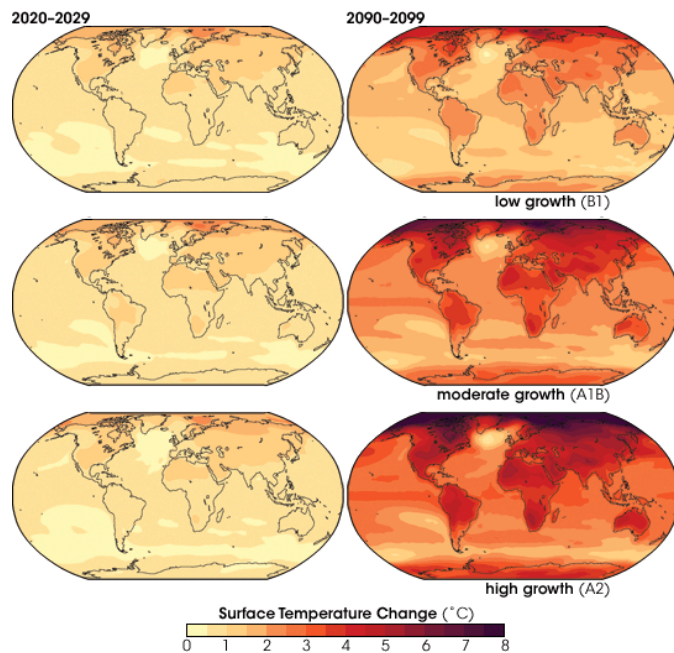 2020–2029
2090–2099
low growth (B1)
moderate growth (A1B)
high growth (A2)
Surface Temperature Change (˚C)
0 1 2 3 4 5 6 7 8